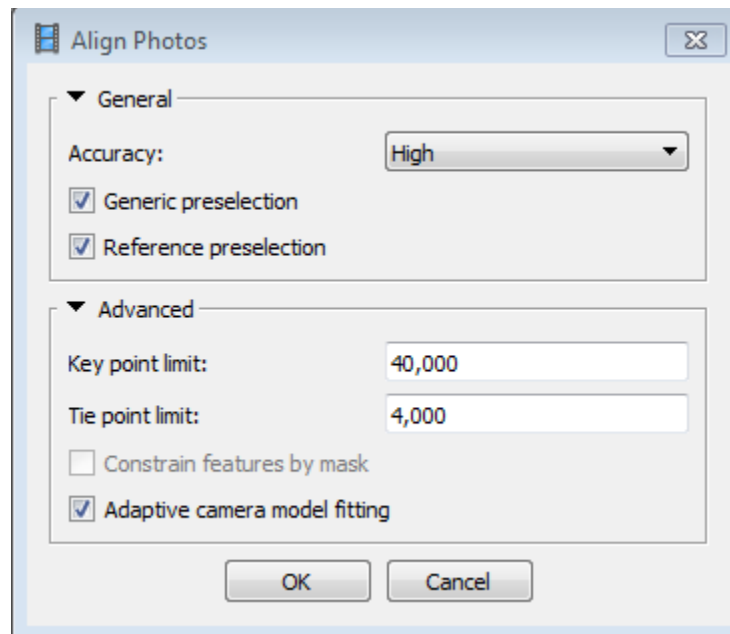 Align Photos
General
Accuracy: High
Generic preselection
Reference preselection
Advanced
Key point limit: 40,000
Tie point limit: 4,000
Constrain features by mask
Adaptive camera model fitting
OK Cancel